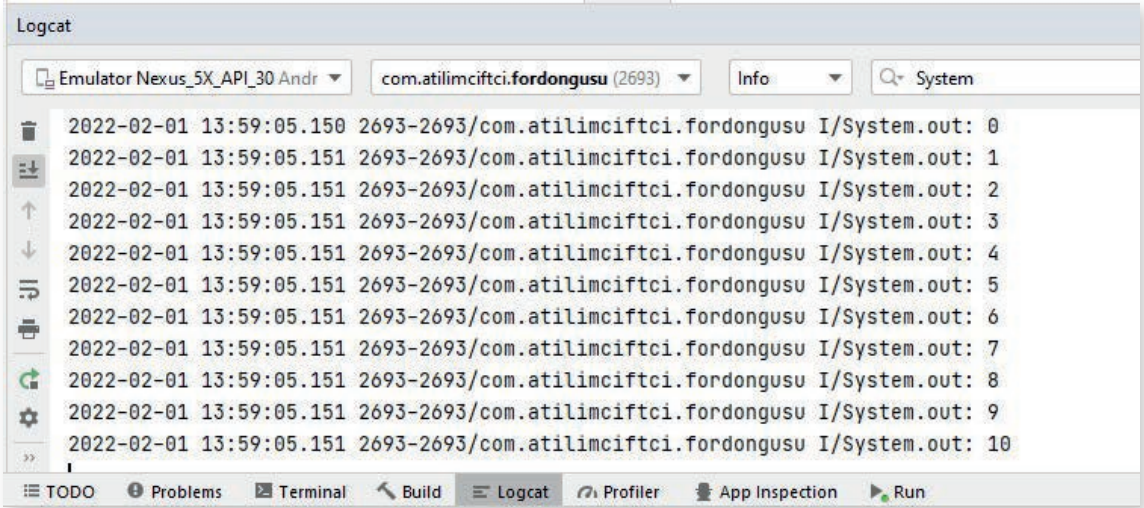 Logcat
Emulator Nexus_5X_API_30 Andr com.atilimciftci.fordongusu (2693) Info System
2022-02-01 13:59:05.150 2693-2693/com.atilimciftci.fordongusu I/System.out: 0
2022-02-01 13:59:05.151 2693-2693/com.atilimciftci.fordongusu I/System.out: 1
2022-02-01 13:59:05.151 2693-2693/com.atilimciftci.fordongusu I/System.out: 2
2022-02-01 13:59:05.151 2693-2693/com.atilimciftci.fordongusu I/System.out: 3
2022-02-01 13:59:05.151 2693-2693/com.atilimciftci.fordongusu I/System.out: 4
2022-02-01 13:59:05.151 2693-2693/com.atilimciftci.fordongusu I/System.out: 5
2022-02-01 13:59:05.151 2693-2693/com.atilimciftci.fordongusu I/System.out: 6
2022-02-01 13:59:05.151 2693-2693/com.atilimciftci.fordongusu I/System.out: 7
2022-02-01 13:59:05.151 2693-2693/com.atilimciftci.fordongusu I/System.out: 8
2022-02-01 13:59:05.151 2693-2693/com.atilimciftci.fordongusu I/System.out: 9
2022-02-01 13:59:05.151 2693-2693/com.atilimciftci.fordongusu I/System.out: 10
TODO Problems Terminal Build Logcat Profiler App Inspection Run